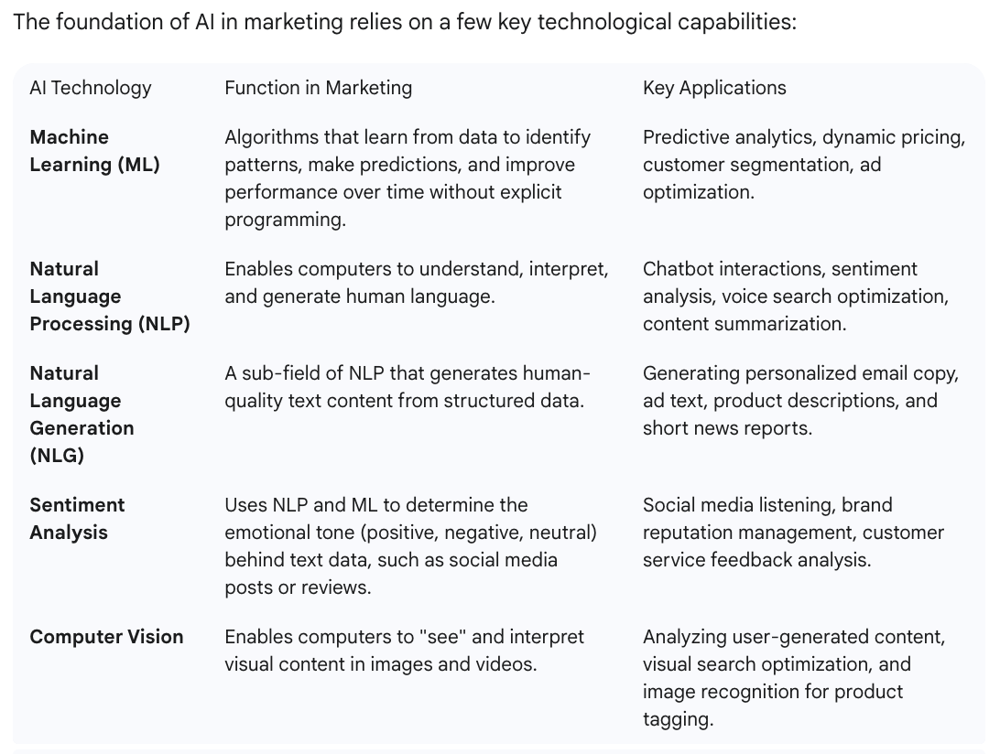 The foundation of AI in marketing relies on a few key technological capabilities:
AI Technology
Function in Marketing
Key Applications
Machine
Learning (ML)
Algorithms that learn from data to identify
patterns, make predictions, and improve
performance over time without explicit
programming.
Predictive analytics, dynamic pricing,
customer segmentation, ad
optimization.
Natural
Language
Processing (NLP)
Enables computers to understand, interpret,
and generate human language.
Chatbot interactions, sentiment
analysis, voice search optimization,
content summarization.
Natural
Language
Generation
(NLG)
A sub-field of NLP that generates human-
quality text content from structured data.
Generating personalized email copy,
ad text, product descriptions, and
short news reports.
Sentiment
Analysis
Uses NLP and ML to determine the
emotional tone (positive, negative, neutral)
behind text data, such as social media
posts or reviews.
Social media listening, brand
reputation management, customer
service feedback analysis.
Computer Vision
Enables computers to "see" and interpret
visual content in images and videos.
Analyzing user-generated content,
visual search optimization, and
image recognition for product
tagging.